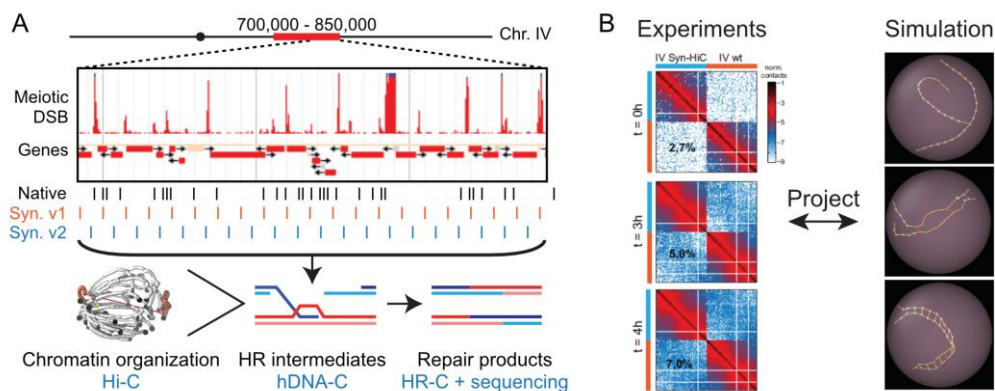 A
700,000 - 850,000
Chr. IV
Meiotic
DSB
Genes
Native
Syn. v1
Syn. v2
Chromatin organization
Hi-C
HR intermediates
hDNA-C
Repair products
HR-C + sequencing
B
Experiments
Simulation
IV Syn-HiC
IV wt
norm.
contacts
-1
-3
-5
-7
-9
t = 0h
2,7%
t = 3h
5,0%
t = 4h
7,0%
Project